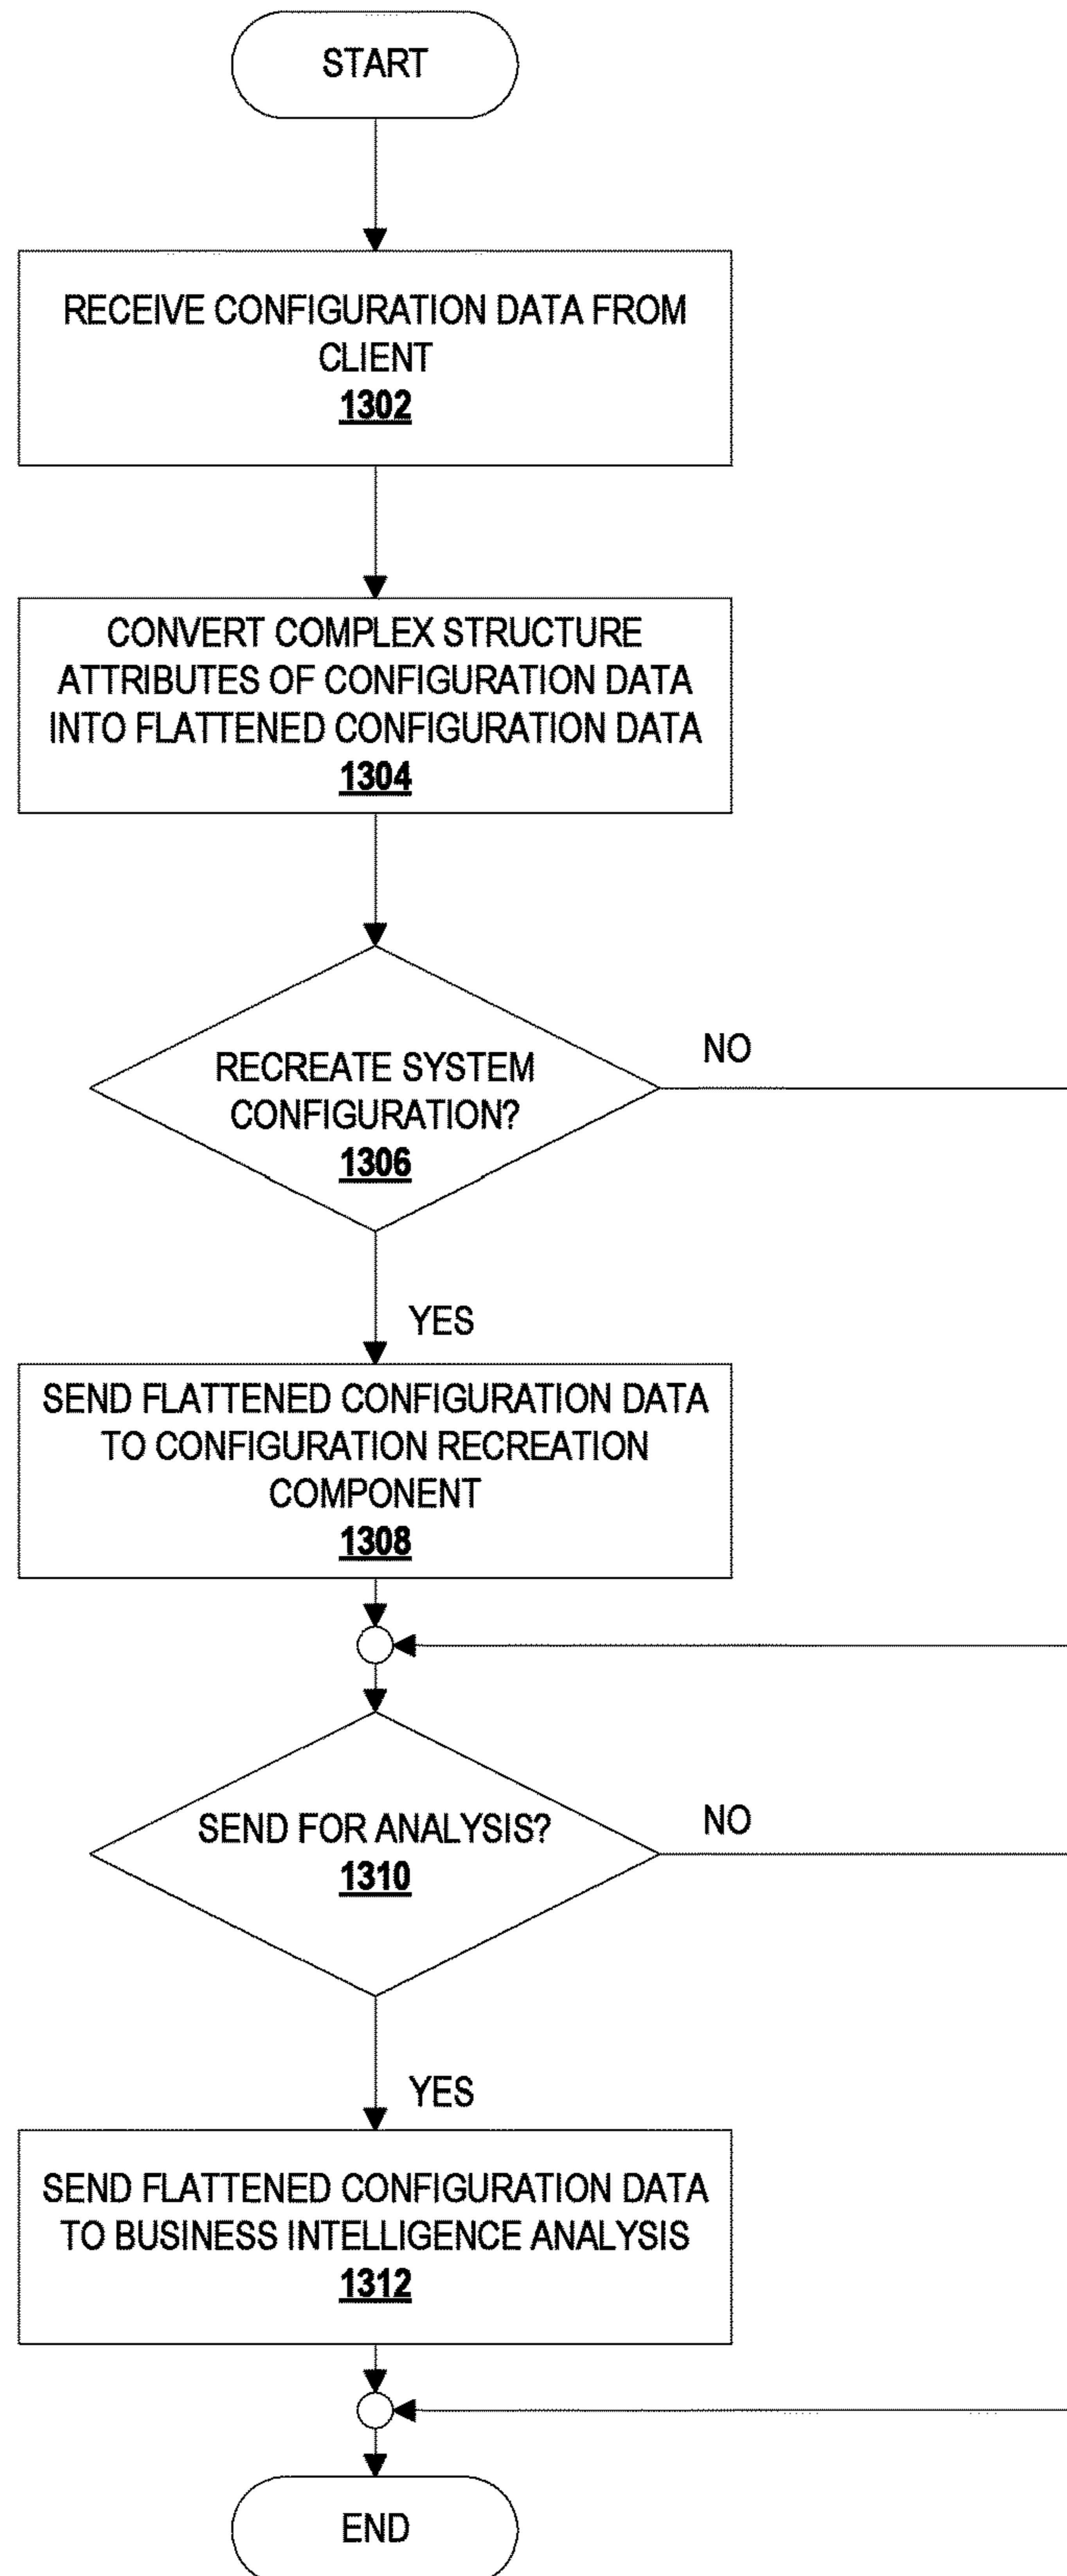 START
RECEIVE CONFIGURATION DATA FROM
CLIENT
1302
CONVERT COMPLEX STRUCTURE
ATTRIBUTES OF CONFIGURATION DATA
INTO FLATTENED CONFIGURATION DATA
1304
RECREATE SYSTEM
CONFIGURATION?
1306
NO
YES
SEND FLATTENED CONFIGURATION DATA
TO CONFIGURATION RECREATION
COMPONENT
1308
SEND FOR ANALYSIS?
1310
NO
YES
SEND FLATTENED CONFIGURATION DATA
TO BUSINESS INTELLIGENCE ANALYSIS
1312
END